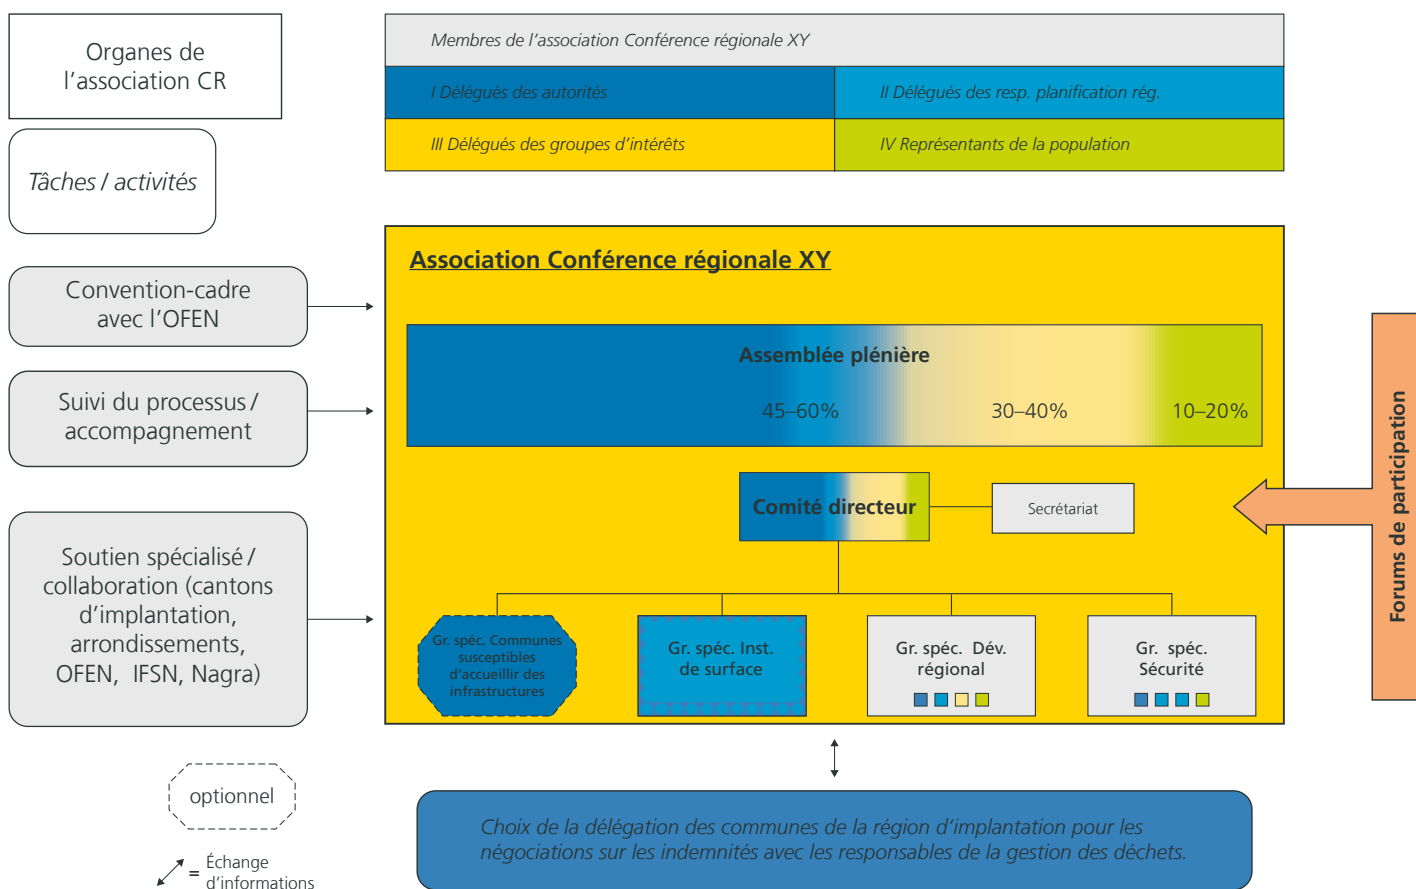 Organes de
l'association CR
Tâches / activités
Membres de l'association Conférence régionale XY
I Délégués des autorités
II Délégués des resp. planification rég.
III Délégués des groupes d'intérêts
IV Représentants de la population
Convention-cadre
avec l'OFEN
Suivi du processus /
accompagnement
Soutien spécialisé /
collaboration (cantons
d'implantation,
arrondissements,
OFEN, IFSN, Nagra)
Association Conférence régionale XY
Assemblée plénière
45–60%
30–40%
10–20%
Comité directeur
Secrétariat
Gr. spéc. Communes
susceptibles
d'accueillir des
infrastructures
Gr. spéc. Inst.
de surface
Gr. spéc. Dév.
régional
Gr. spéc.
Sécurité
Forums de participation
optionnel
= Échange
d'informations
Choix de la délégation des communes de la région d'implantation pour les
négociations sur les indemnités avec les responsables de la gestion des déchets.